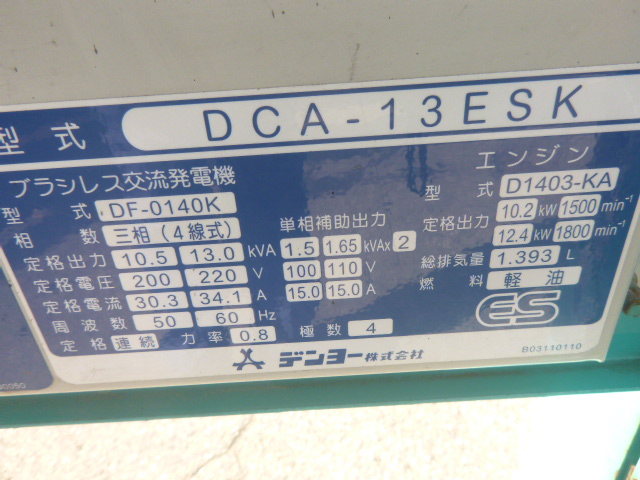 型式 DCA-13ESK
ブラシレス交流発電機
型式 DF-0140K
相数 三相(4線式)
定格出力 10.5 13.0 kVA
定格電圧 200 220 V
定格電流 30.3 34.1 A
周波数 50 60 Hz
定格 連続 力率 0.8 極数 4
単相補助出力
1.5 1.65 kVAx 2
100 110 V
15.0 15.0 A
エンジン
型式 D1403-KA
定格出力 10.2 kW 1500 min-1
12.4 kW 1800 min-1
総排気量 1.393 L
燃料 軽油
ES
デンヨー株式会社
B03110110